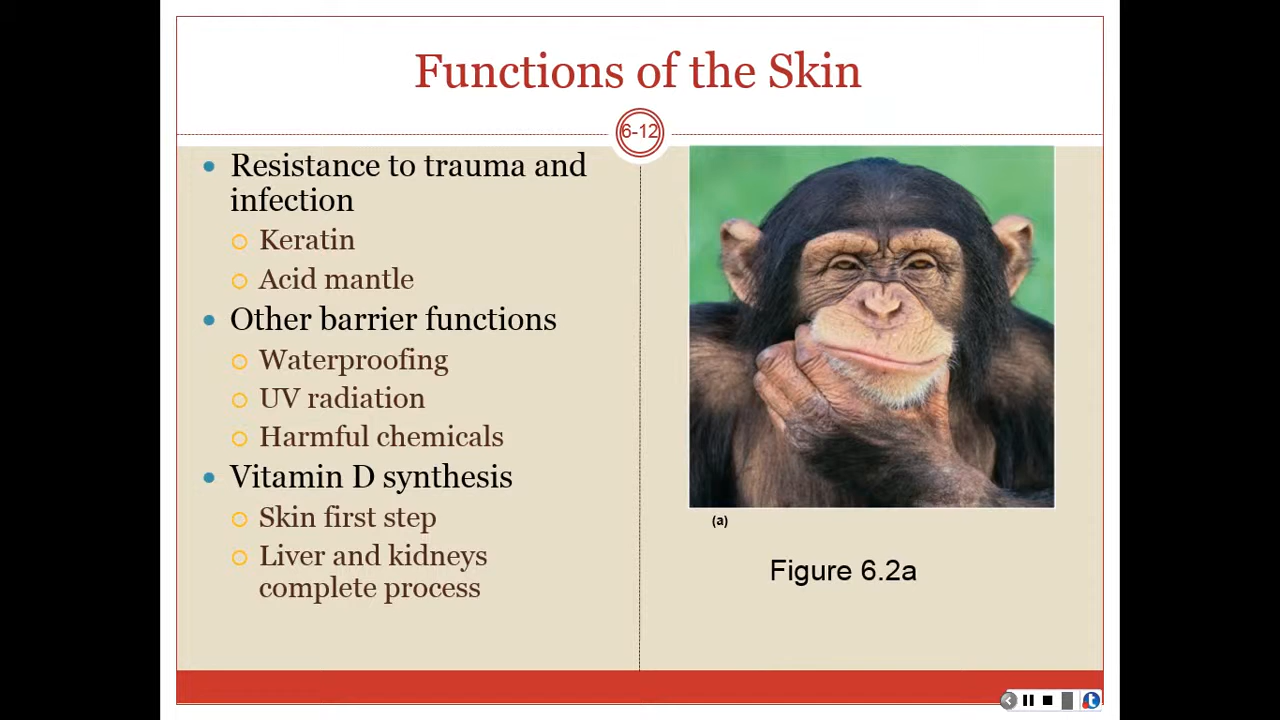 Functions of the Skin
6-12
Resistance to trauma and
infection
Keratin
Acid mantle
Other barrier functions
Waterproofing
UV radiation
Harmful chemicals
Vitamin D synthesis
Skin first step
Liver and kidneys
complete process
(a)
Figure 6.2a
t